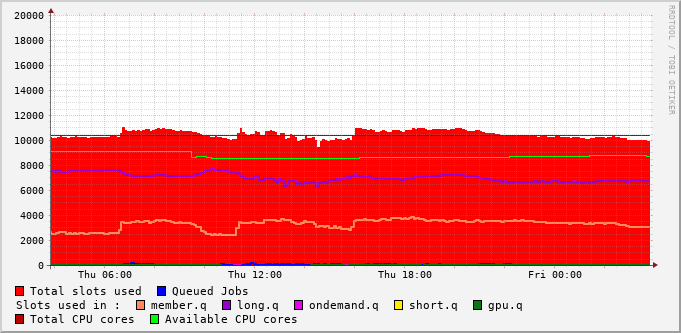 20000
18000
16000
14000
12000
10000
8000
6000
4000
2000
0
Thu 06:00 Thu 12:00 Thu 18:00 Fri 00:00
RRDTOOL / TOBI OETIKER
Total slots used Queued Jobs
Slots used in : member.q long.q ondemand.q short.q gpu.q
Total CPU cores Available CPU cores